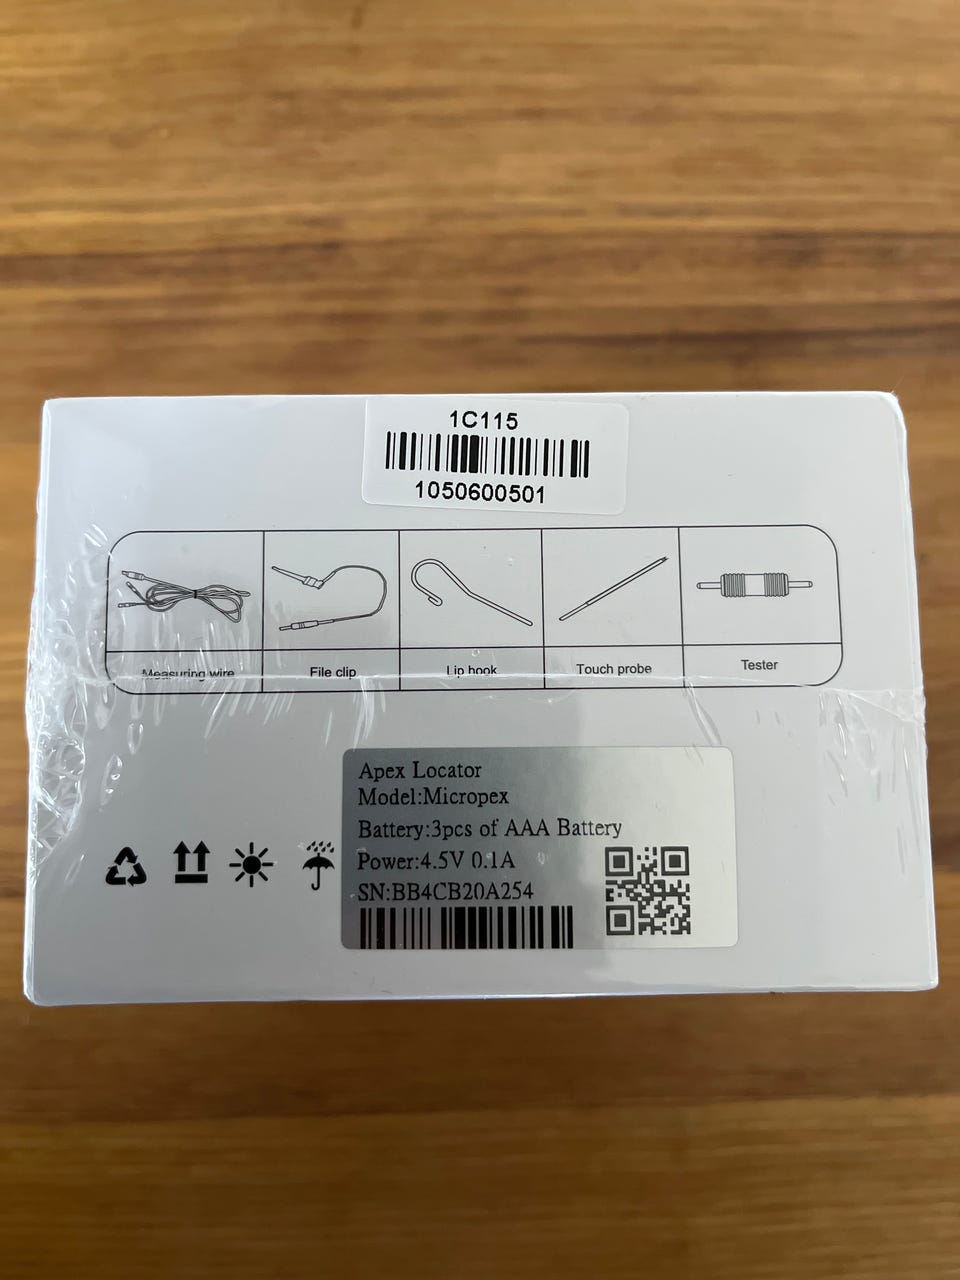 1C115
1050600501
Measuring wire
File clip
Lip hook
Touch probe
Tester
Apex Locator
Model:Micropex
Battery:3pcs of AAA Battery
Power:4.5V 0.1A
SN:BB4CB20A254